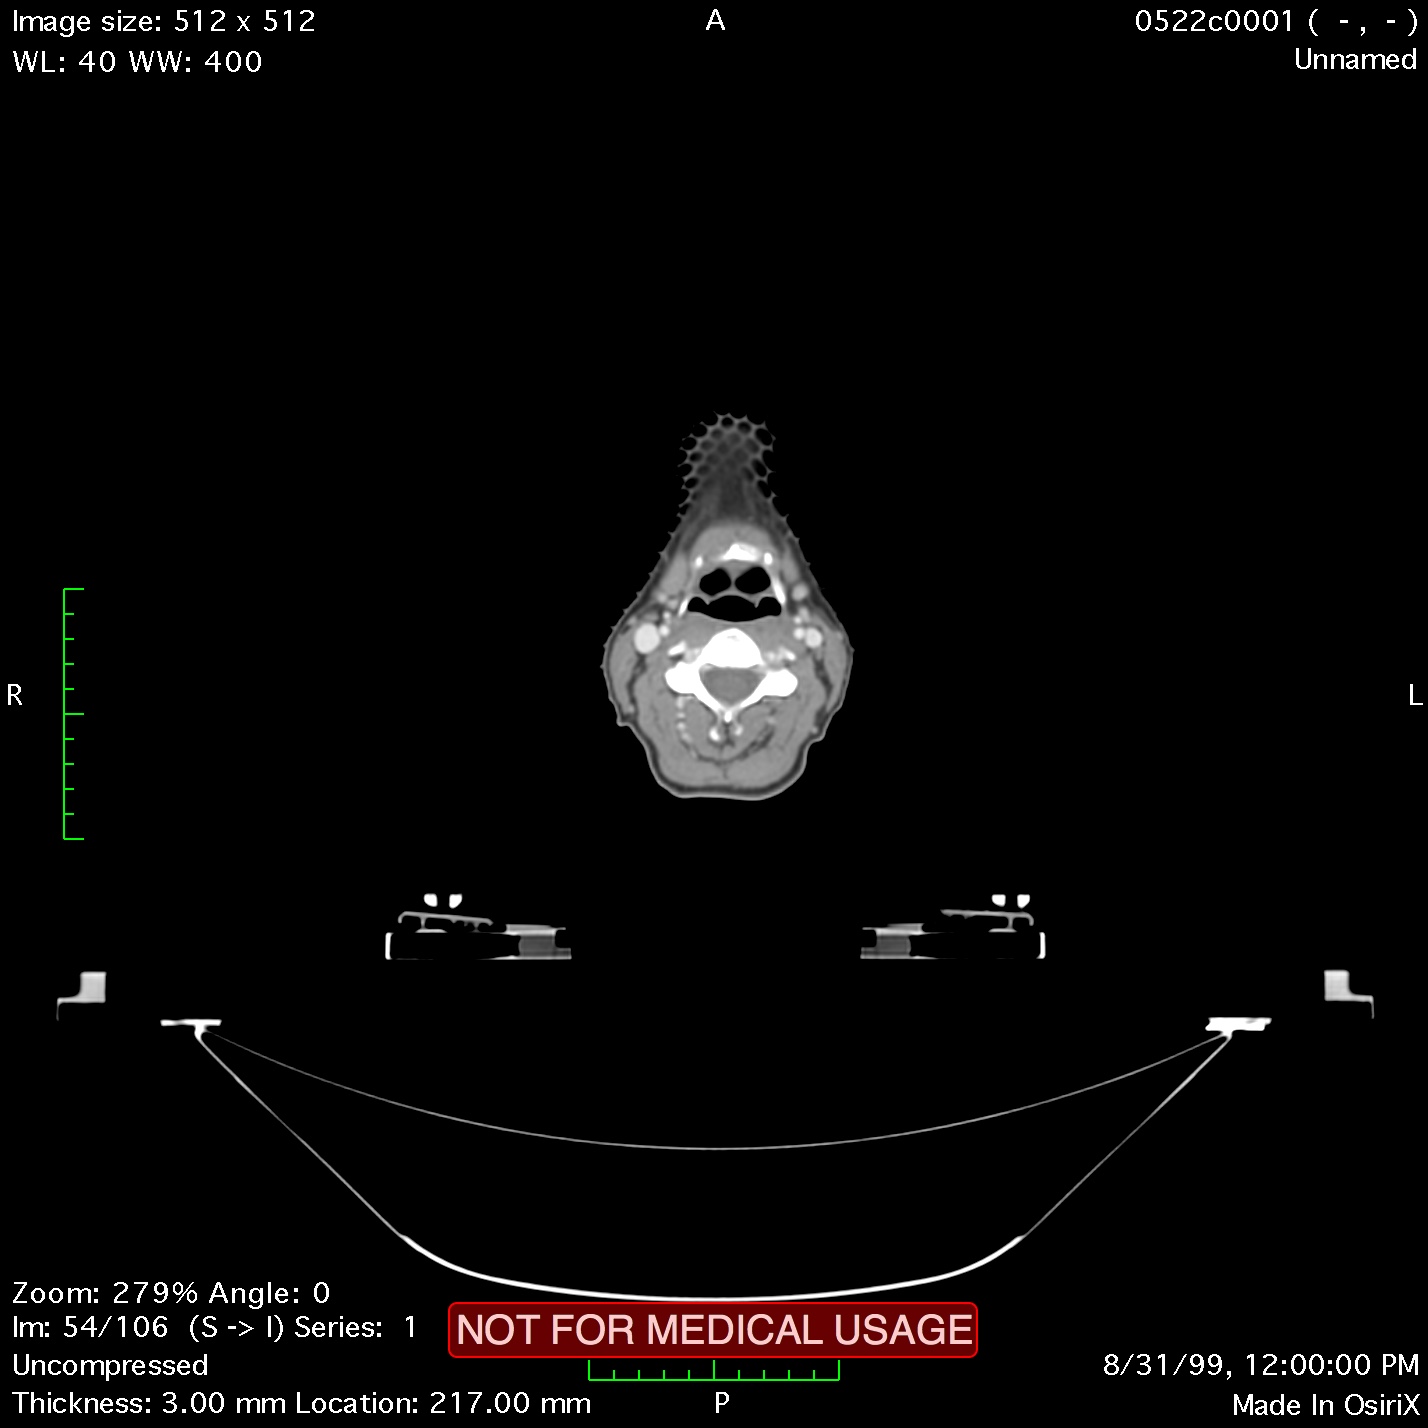 Image size: 512 x 512
WL: 40 WW: 400
A
0522c0001 ( -, -)
Unnamed
R
L
Zoom: 279% Angle: 0
Im: 54/106 (S -> I) Series: 1
Uncompressed
Thickness: 3.00 mm Location: 217.00 mm
NOT FOR MEDICAL USAGE
P
8/31/99, 12:00:00 PM
Made In OsiriX